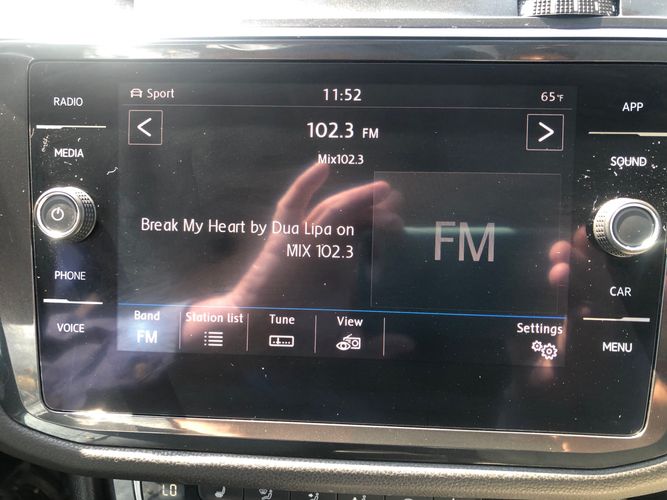 RADIO
MEDIA
PHONE
VOICE
Sport 11:52 65°F
102.3 FM
Mix102.3
Break My Heart by Dua Lipa on
MIX 102.3
FM
Band
FM
Station list
Tune
View
Settings
APP
SOUND
CAR
MENU
LO